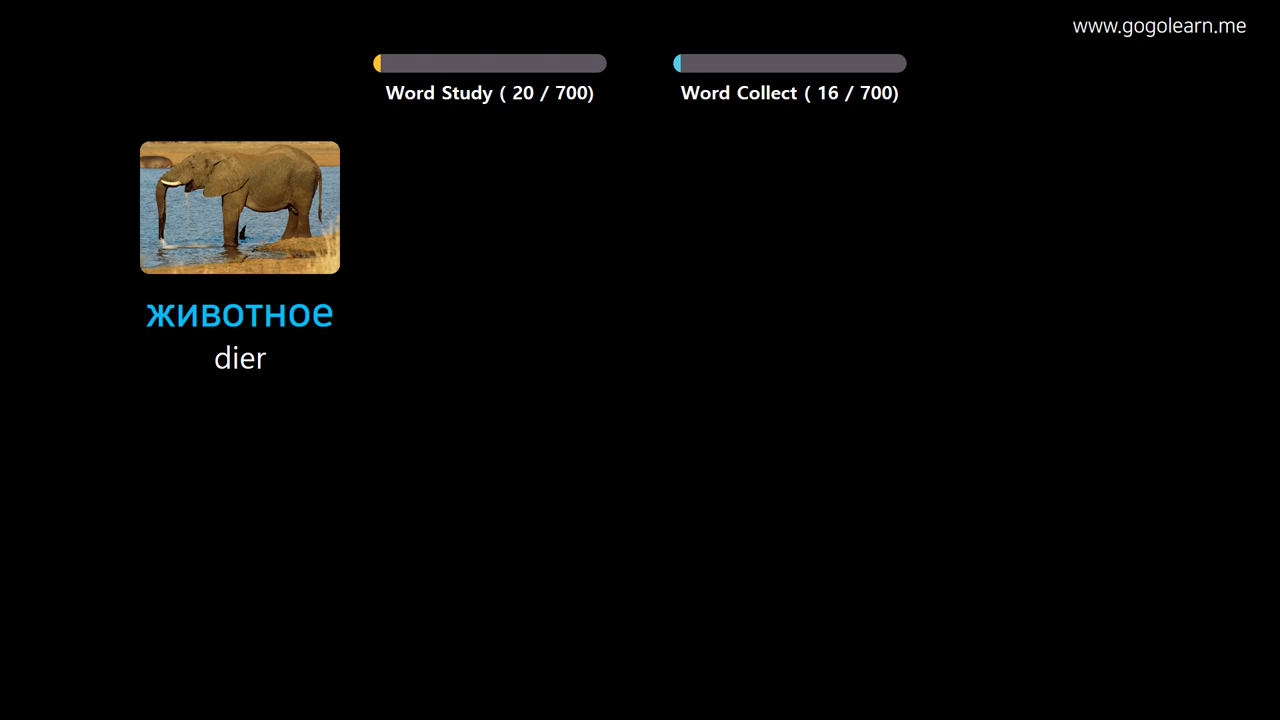 www.gogolearn.me
Word Study ( 20 / 700)
Word Collect ( 16 / 700)
животное
dier